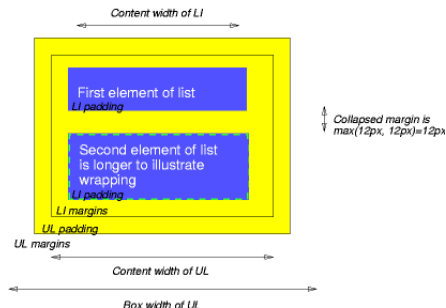 Content width of LI
First element of list
LI padding
Collapsed margin is
max(12px, 12px)=12px
Second element of list
is longer to illustrate
wrapping
LI padding
LI margins
UL padding
UL margins
Content width of UL
Box width of UL